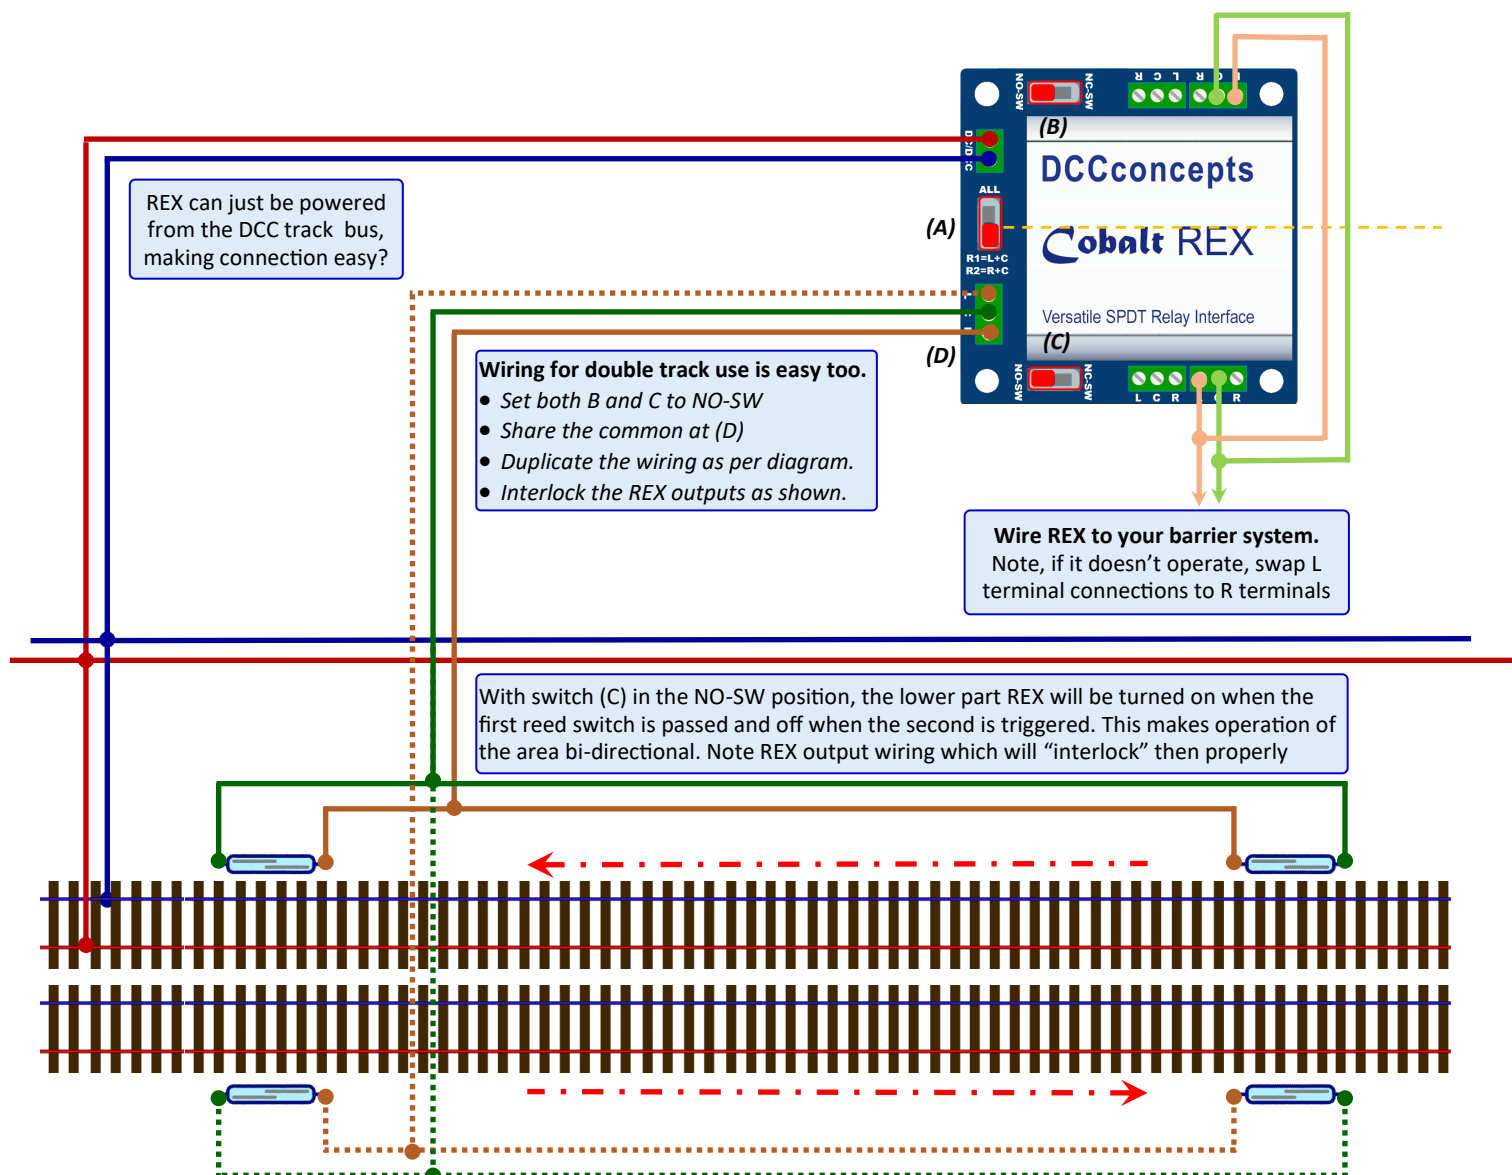 NO-SW
NC-SW
R C L R
(B)
DCCconcepts
ALL
(A)
Cobalt REX
R1=L+C
R2=R+C
Versatile SPDT Relay Interface
(C)
(D)
NO-SW
NC-SW
L C R
R
REX can just be powered
from the DCC track bus,
making connection easy?
Wiring for double track use is easy too.
• Set both B and C to NO-SW
• Share the common at (D)
• Duplicate the wiring as per diagram.
• Interlock the REX outputs as shown.
Wire REX to your barrier system.
Note, if it doesn’t operate, swap L
terminal connections to R terminals
With switch (C) in the NO-SW position, the lower part REX will be turned on when the
first reed switch is passed and off when the second is triggered. This makes operation of
the area bi-directional. Note REX output wiring which will “interlock” then properly